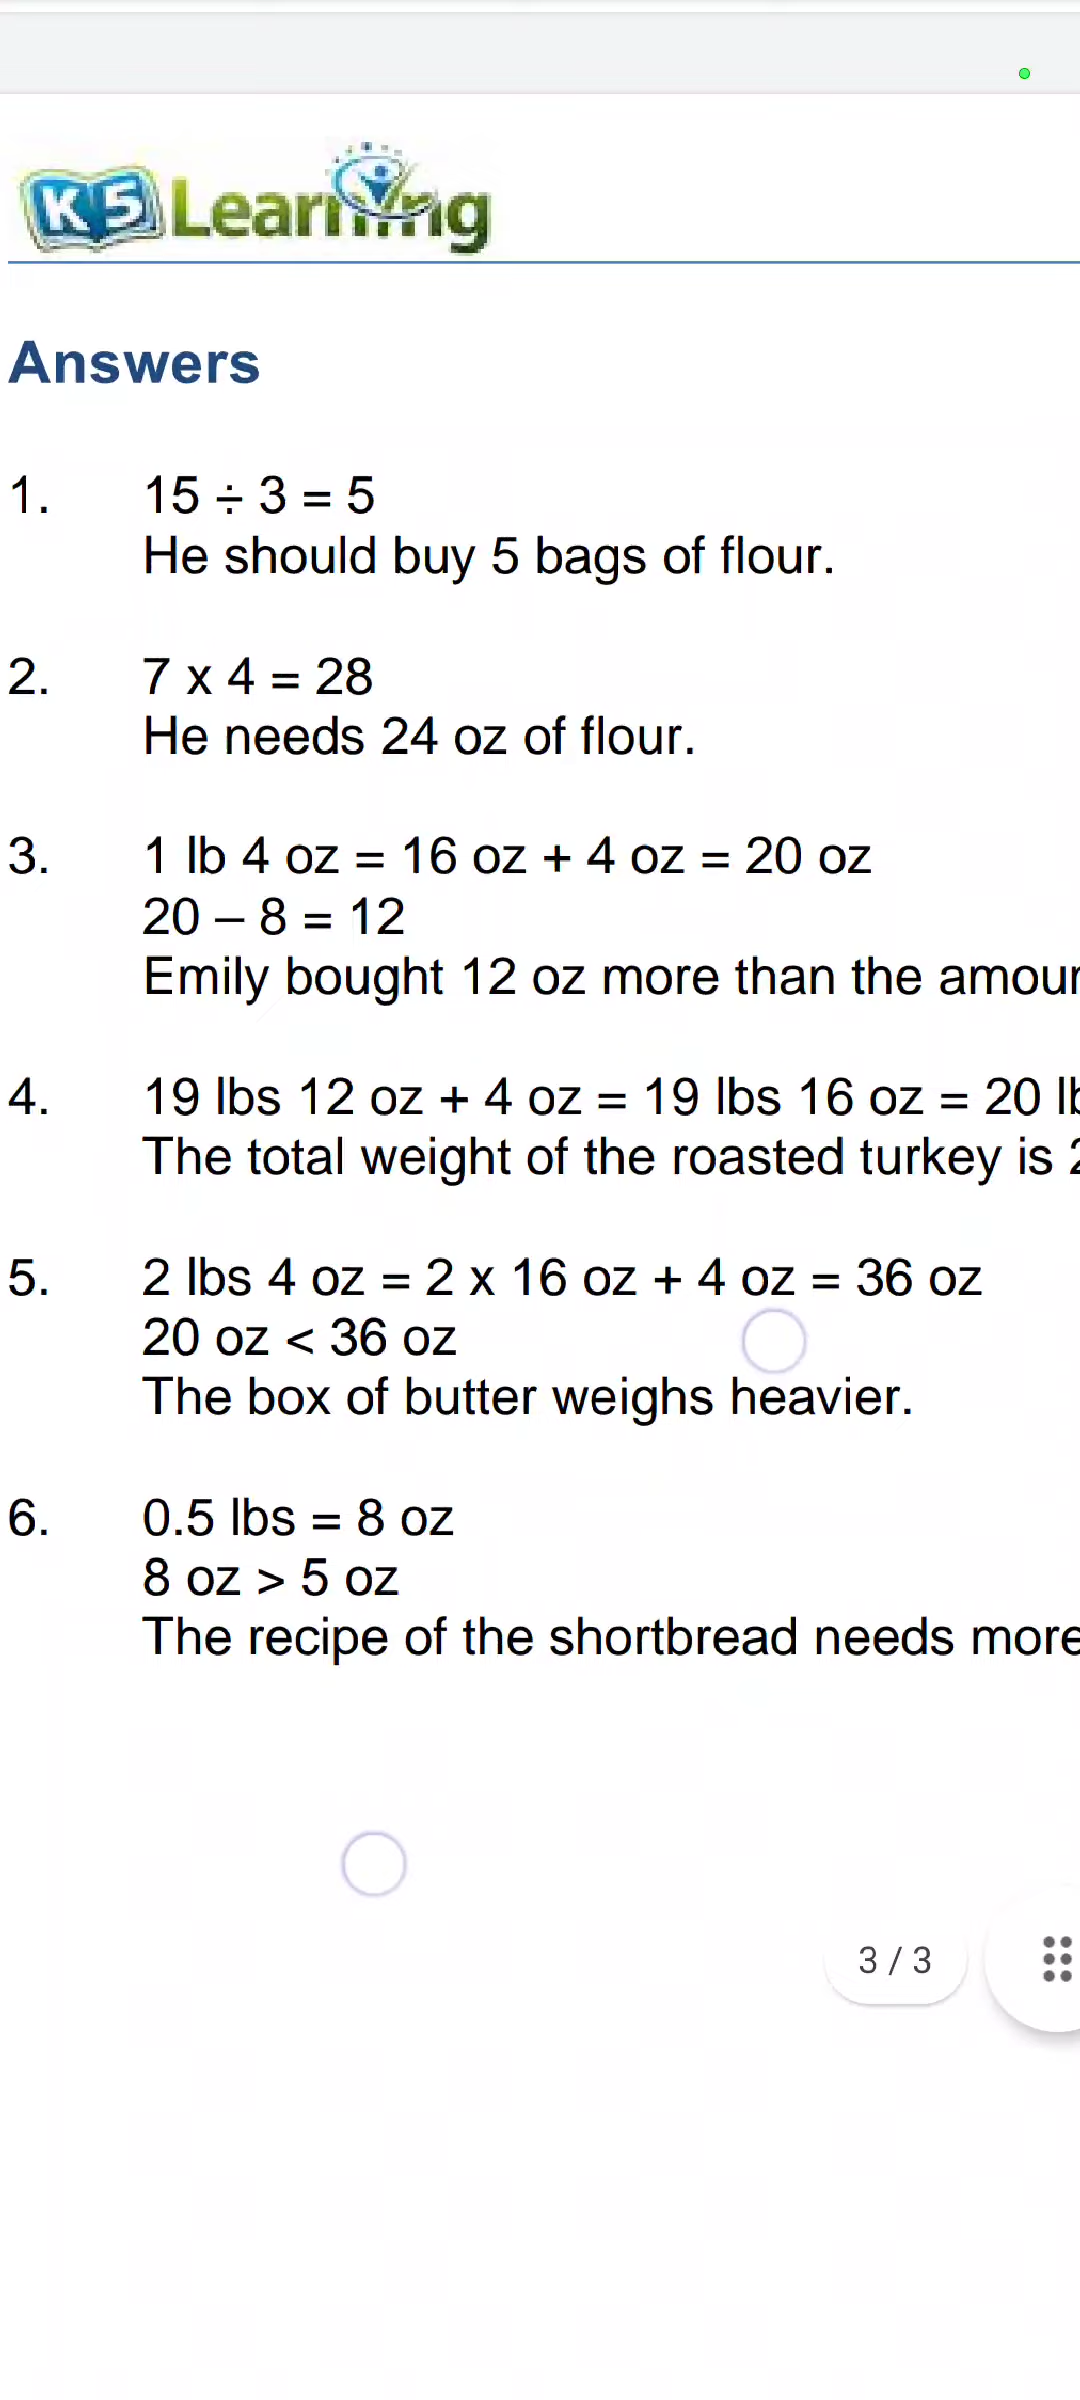 K5 Learning
Answers
1. 15 ÷ 3 = 5
He should buy 5 bags of flour.
2. 7 x 4 = 28
He needs 24 oz of flour.
3. 1 lb 4 oz = 16 oz + 4 oz = 20 oz
20 – 8 = 12
Emily bought 12 oz more than the
4. 19 lbs 12 oz + 4 oz = 19 lbs 16 oz = 20
The total weight of the roasted turkey is
5. 2 lbs 4 oz = 2 x 16 oz + 4 oz = 36 oz
20 oz < 36 oz
The box of butter weighs heavier.
6. 0.5 lbs = 8 oz
8 oz > 5 oz
The recipe of the shortbread needs more
3 / 3